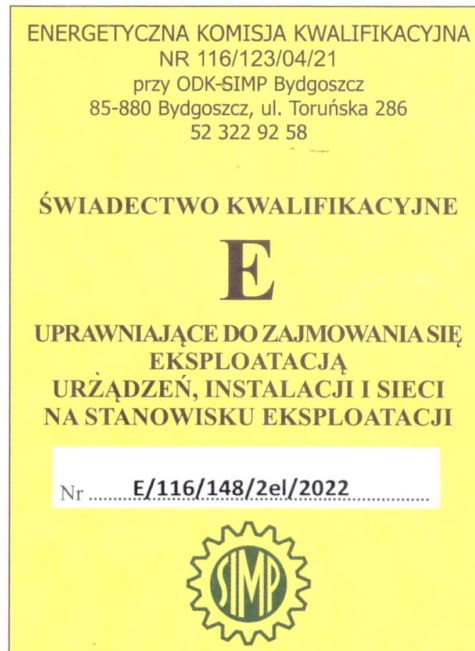 ENERGETYCZNA KOMISJA KWALIFIKACYJNA
NR 116/123/04/21
przy ODK-SIMP Bydgoszcz
85-880 Bydgoszcz, ul. Toruńska 286
52 322 92 58
ŚWIADECTWO KWALIFIKACYJNE
E
UPRAWNIAJĄCE DO ZAJMOWANIA SIĘ
EKSPLOATACJĄ
URZĄDZEŃ, INSTALACJI I SIECI
NA STANOWISKU EKSPLOATACJI
Nr E/116/148/2el/2022
SIMP